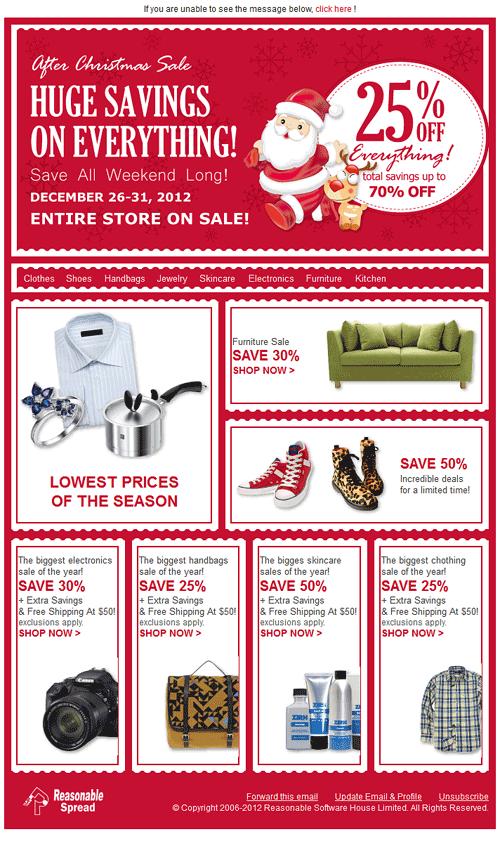 If you are unable to see the message below, click here !
After Christmas Sale
HUGE SAVINGS
ON EVERYTHING!
Save All Weekend Long!
DECEMBER 26-31, 2012
ENTIRE STORE ON SALE!
25%
OFF
Everything!
total savings up to
70% OFF
Clothes Shoes Handbags Jewelry Skincare Electronics Furniture Kitchen
LOWEST PRICES
OF THE SEASON
Furniture Sale
SAVE 30%
SHOP NOW >
SAVE 50%
Incredible deals
for a limited time!
The biggest electronics
sale of the year!
SAVE 30%
+ Extra Savings
& Free Shipping At $50!
exclusions apply.
SHOP NOW >
Canon
The biggest handbags
sale of the year!
SAVE 25%
+ Extra Savings
& Free Shipping At $50!
exclusions apply.
SHOP NOW >
The bigges skincare
sales of the year!
SAVE 50%
+ Extra Savings
& Free Shipping At $50!
exclusions apply.
SHOP NOW >
ZIRH
ZIRH
ZIRH
The biggest chothing
sale of the year!
SAVE 25%
+ Extra Savings
& Free Shipping At $50!
exclusions apply.
SHOP NOW >
Reasonable
Spread
Forward this email Update Email & Profile Unsubscribe
© Copyright 2006-2012 Reasonable Software House Limited. All Rights Reserved.